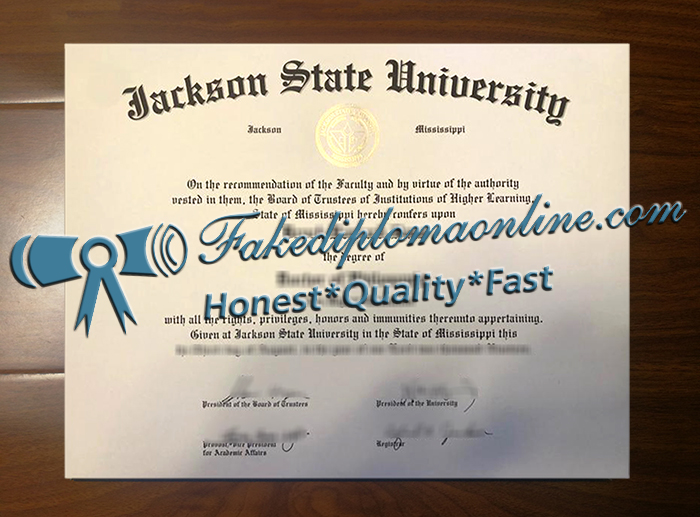 Jackson State University
Jackson Mississippi
On the recommendation of the Faculty and by virtue of the authority
vested in them, the Board of Trustees of Institutions of Higher Learning,
State of Mississippi hereby confers upon
Fakediplomaonline.com
the degree of
Honest*Quality*Fast
with all the rights, privileges, honors and immunities thereunto appertaining.
Given at Jackson State University in the State of Mississippi this
President of the Board of Trustees President of the University
Provost/Vice President Registrar
for Academic Affairs